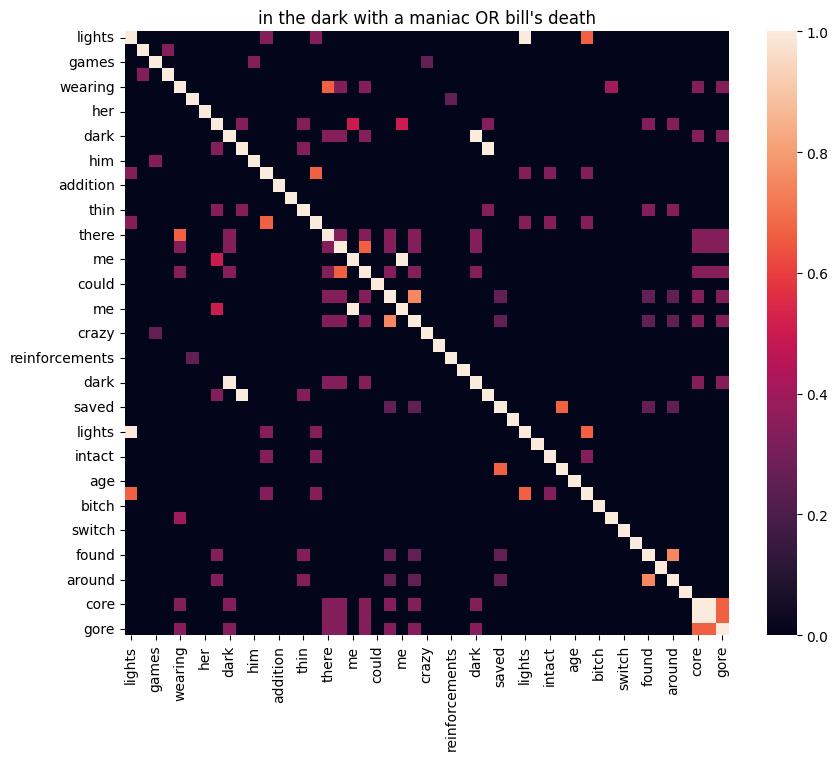 in the dark with a maniac OR bill's death
lights
games
wearing
her
dark
him
addition
thin
there
me
could
me
crazy
reinforcements
dark
saved
lights
intact
age
bitch
switch
found
around
core
gore
1.0
0.8
0.6
0.4
0.2
0.0
lights games wearing her dark him addition thin there me could me crazy reinforcements dark saved lights intact age bitch switch found around core gore